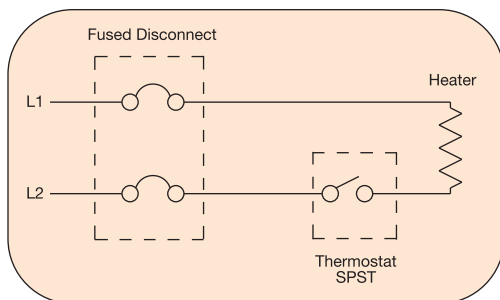 Fused Disconnect
Heater
L1
L2
Thermostat
SPST